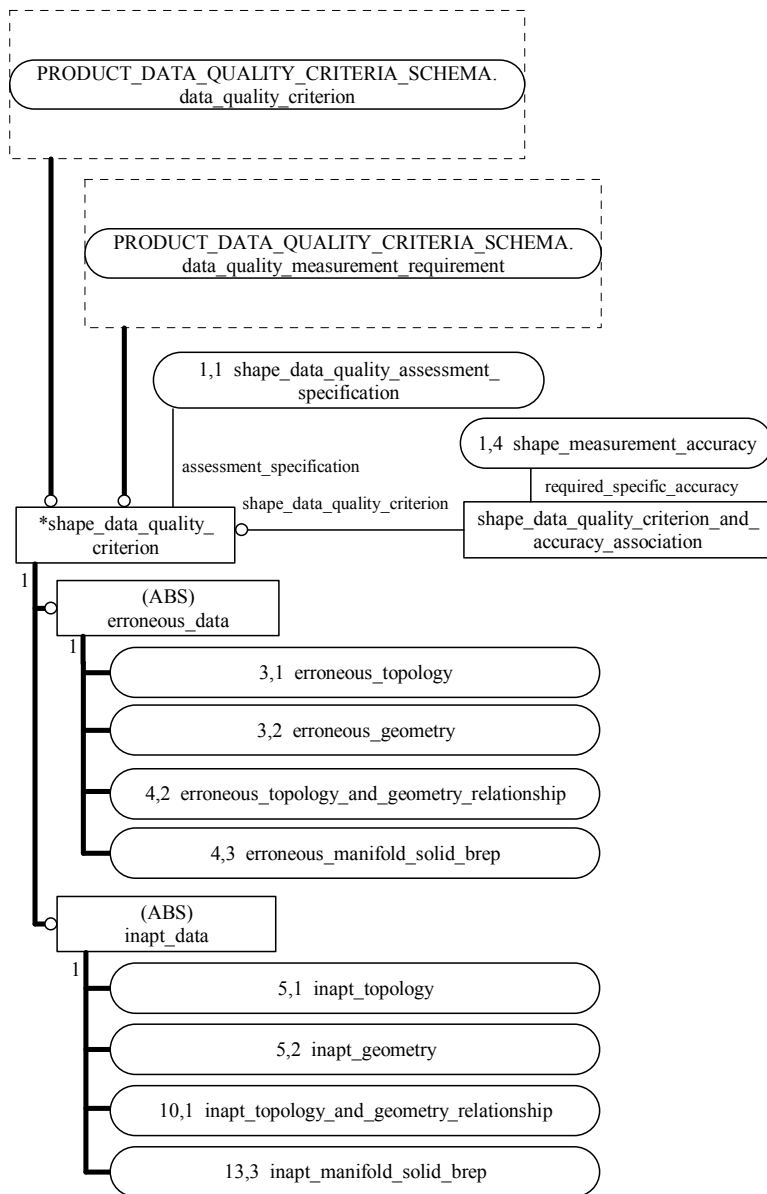 PRODUCT_DATA_QUALITY_CRITERIA_SCHEMA.
data_quality_criterion
PRODUCT_DATA_QUALITY_CRITERIA_SCHEMA.
data_quality_measurement_requirement
1,1 shape_data_quality_assessment_
specification
1,4 shape_measurement_accuracy
assessment_specification
required_specific_accuracy
shape_data_quality_criterion
*shape_data_quality_
criterion
shape_data_quality_criterion_and_
accuracy_association
1
(ABS)
erroneous_data
1
3,1 erroneous_topology
3,2 erroneous_geometry
4,2 erroneous_topology_and_geometry_relationship
4,3 erroneous_manifold_solid_brep
(ABS)
inapt_data
1
5,1 inapt_topology
5,2 inapt_geometry
10,1 inapt_topology_and_geometry_relationship
13,3 inapt_manifold_solid_brep